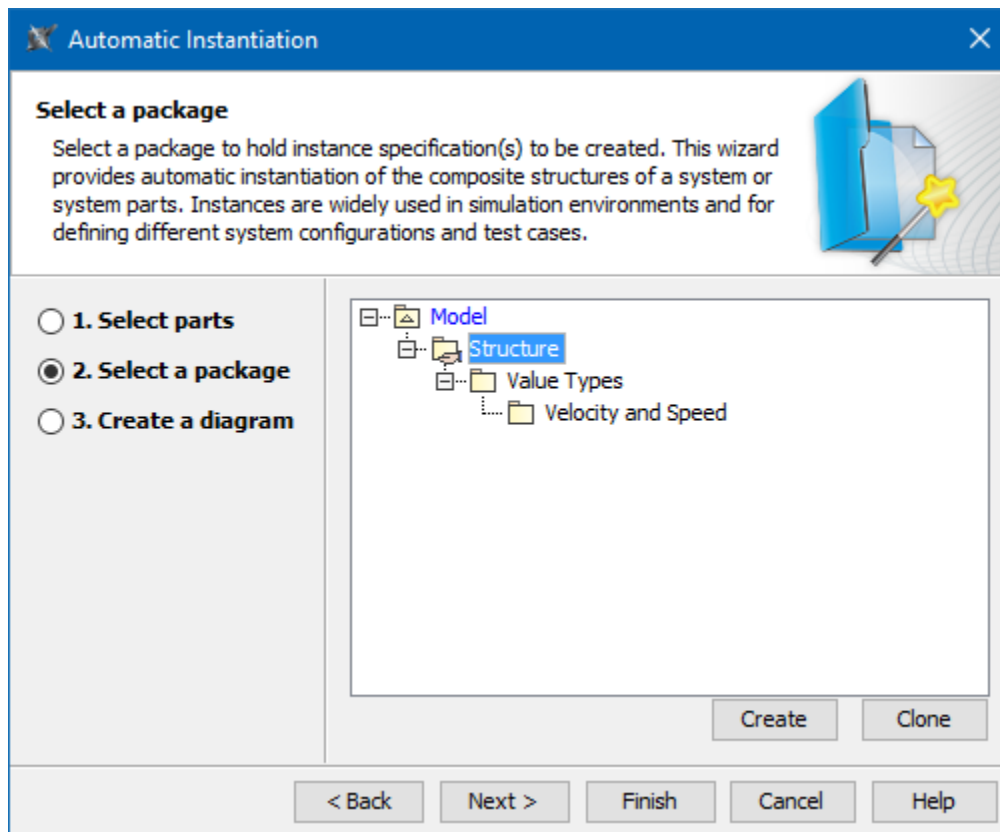 Automatic Instantiation
Select a package
Select a package to hold instance specification(s) to be created. This wizard
provides automatic instantiation of the composite structures of a system or
system parts. Instances are widely used in simulation environments and for
defining different system configurations and test cases.
1. Select parts
2. Select a package
3. Create a diagram
Model
Structure
Value Types
Velocity and Speed
Create
Clone
< Back
Next >
Finish
Cancel
Help